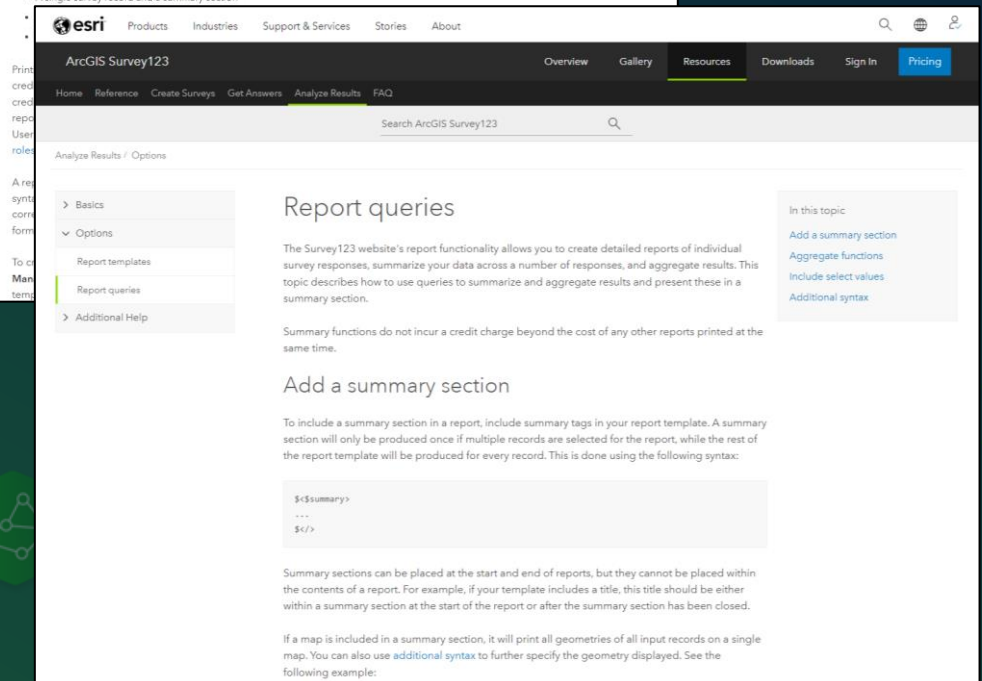 A single survey record and a summary section
esri Products Industries Support & Services Stories About
ArcGIS Survey123 Overview Gallery Resources Downloads Sign In Pricing
Home Reference Create Surveys Get Answers Analyze Results FAQ
Search ArcGIS Survey123
Analyze Results / Options
Print
cred
cred
repo
User
roles
A rep
synta
corre
form
To cr
Man
temp
> Basics
Options
Report templates
Report queries
> Additional Help
Report queries
The Survey123 website's report functionality allows you to create detailed reports of individual
survey responses, summarize your data across a number of responses, and aggregate results. This
topic describes how to use queries to summarize and aggregate results and present these in a
summary section.
Summary functions do not incur a credit charge beyond the cost of any other reports printed at the
same time.
Add a summary section
To include a summary section in a report, include summary tags in your report template. A summary
section will only be produced once if multiple records are selected for the report, while the rest of
the report template will be produced for every record. This is done using the following syntax:
$<$summary>
...
$</>
Summary sections can be placed at the start and end of reports, but they cannot be placed within
the contents of a report. For example, if your template includes a title, this title should be either
within a summary section at the start of the report or after the summary section has been closed.
If a map is included in a summary section, it will print all geometries of all input records on a single
map. You can also use additional syntax to further specify the geometry displayed. See the
following example:
In this topic
Add a summary section
Aggregate functions
Include select values
Additional syntax